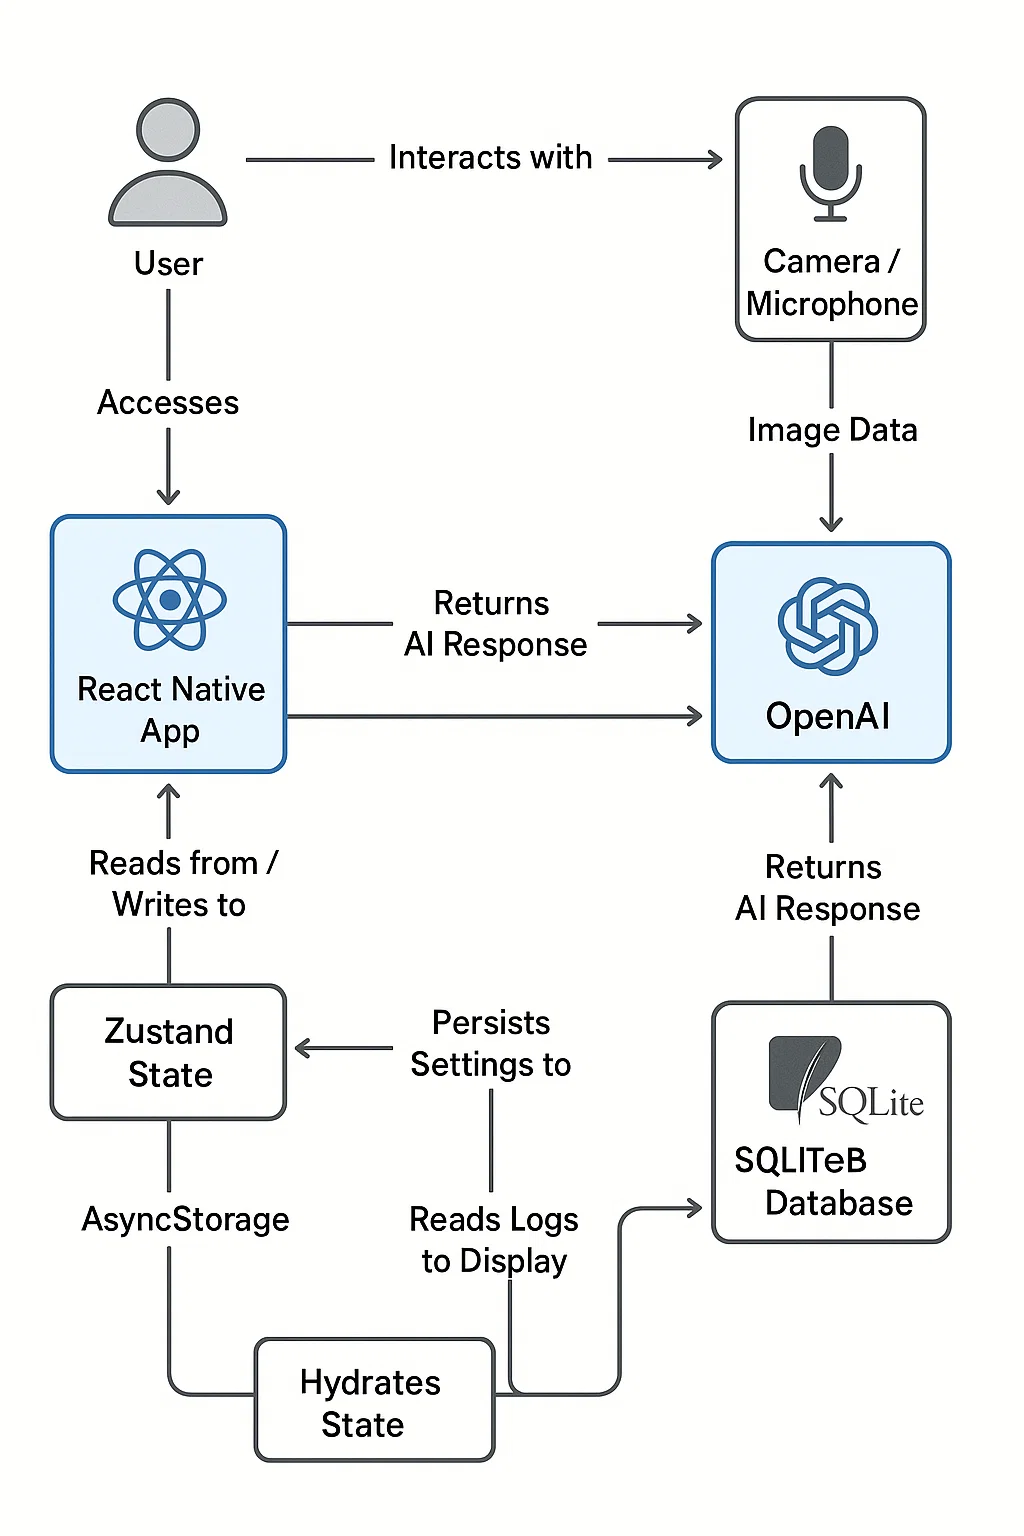 Interacts with
User
Camera /
Microphone
Accesses
Image Data
Returns
AI Response
React Native
App
OpenAI
Reads from /
Writes to
Returns
AI Response
Zustand
State
Persists
Settings to
SQLite
SQLITeB
Database
AsyncStorage
Reads Logs
to Display
Hydrates
State